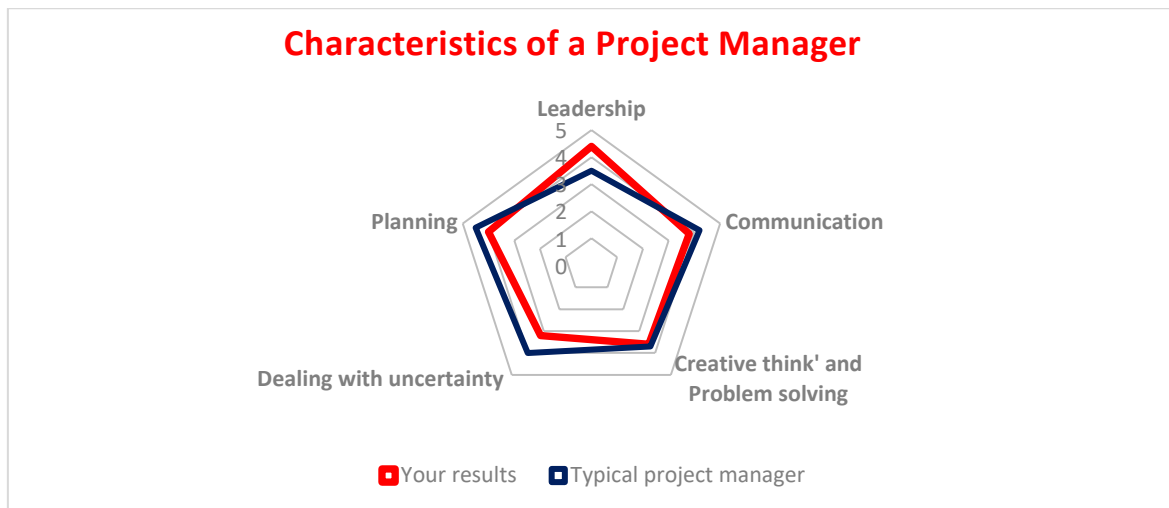 Characteristics of a Project Manager
Leadership
5
4
3
2
1
0
Planning
Communication
Dealing with uncertainty
Creative think' and
Problem solving
Your results
Typical project manager